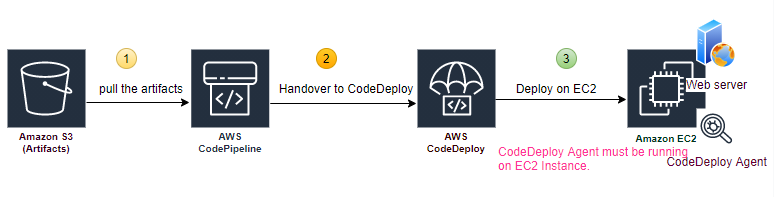 1
2
3
pull the artifacts
Handover to CodeDeploy
Deploy on EC2
Web server
Amazon S3
(Artifacts)
AWS
CodePipeline
AWS
CodeDeploy
Amazon EC2
CodeDeploy Agent must be running
on EC2 Instance.
CodeDeploy Agent